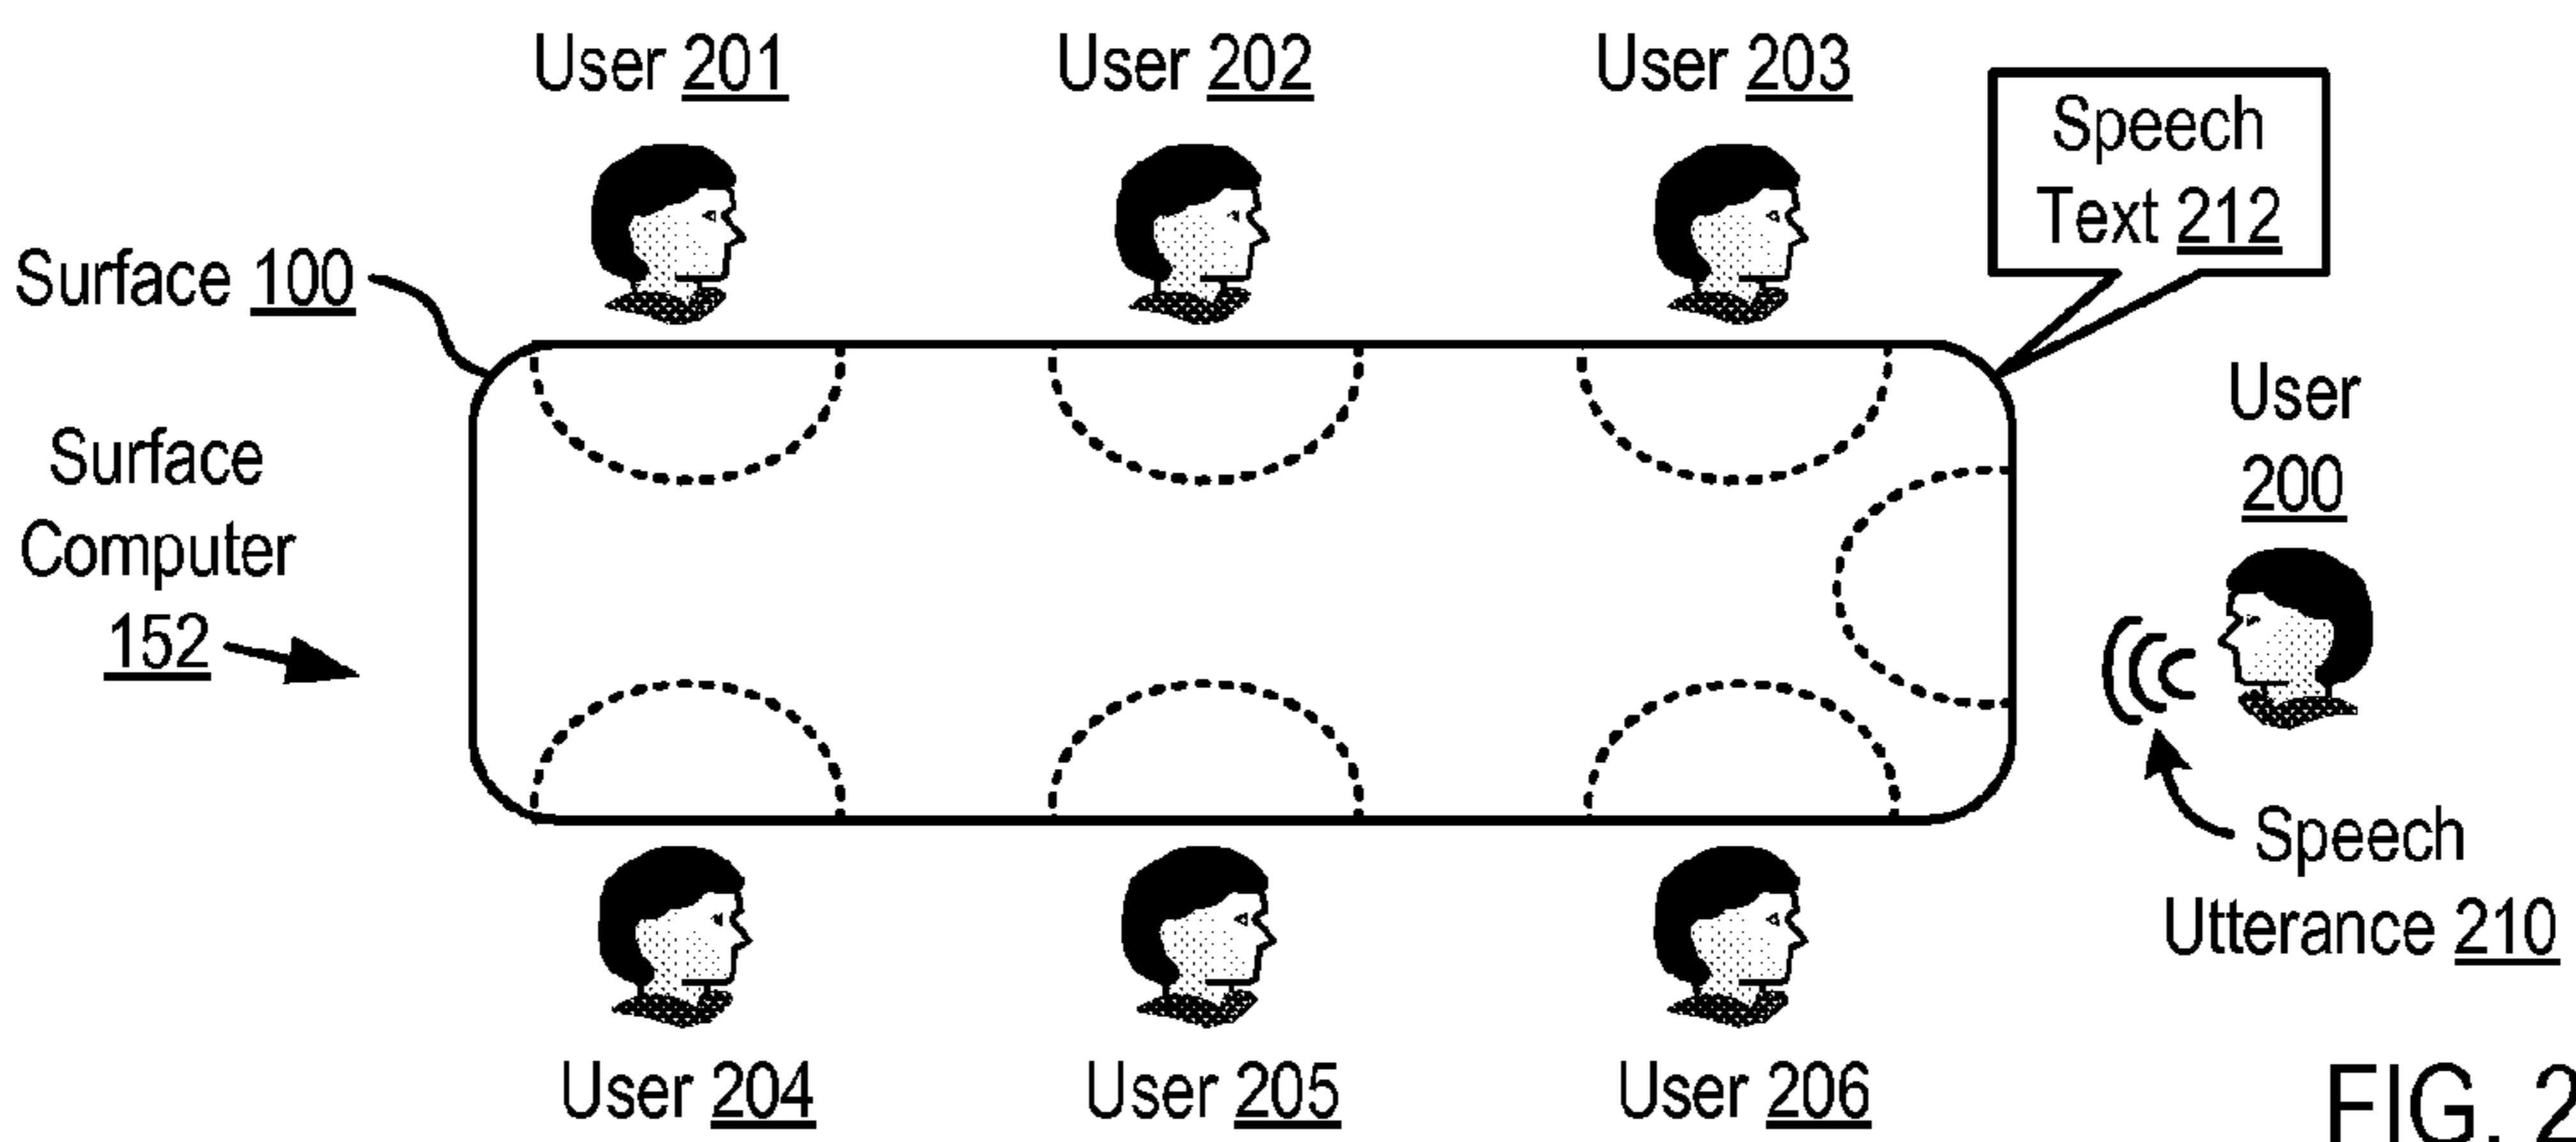 User 201
User 202
User 203
Speech
Text 212
Surface 100
User
200
Surface
Computer
152
Speech
Utterance 210
User 204
User 205
User 206
FIG. 2